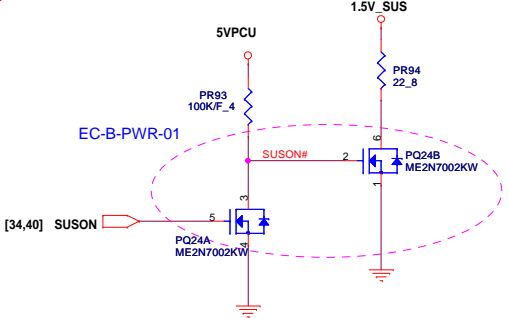 1.5V_SUS
5VPCU
PR94
22_8
PR93
100K/F_4
EC-B-PWR-01
6
SUSON#
2
PQ24B
ME2N7002KW
1
3
[34,40] SUSON
5
PQ24A
ME2N7002KW
4